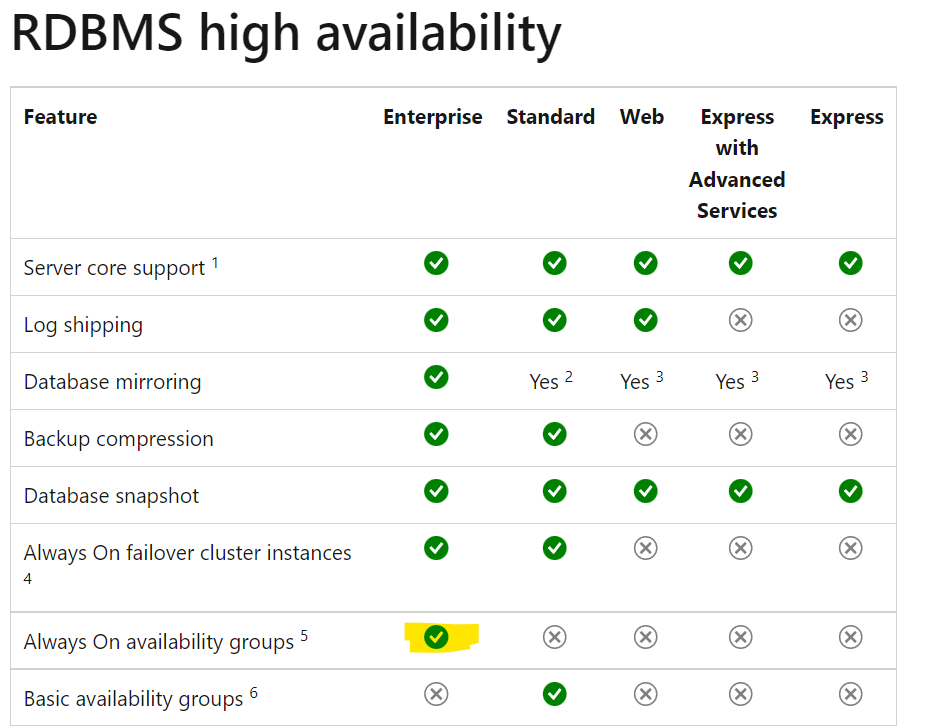 RDBMS high availability
Feature Enterprise Standard Web Express with Advanced Services Express
Server core support 1
Log shipping
Database mirroring Yes 2 Yes 3 Yes 3 Yes 3
Backup compression
Database snapshot
Always On failover cluster instances
4
Always On availability groups 5
Basic availability groups 6